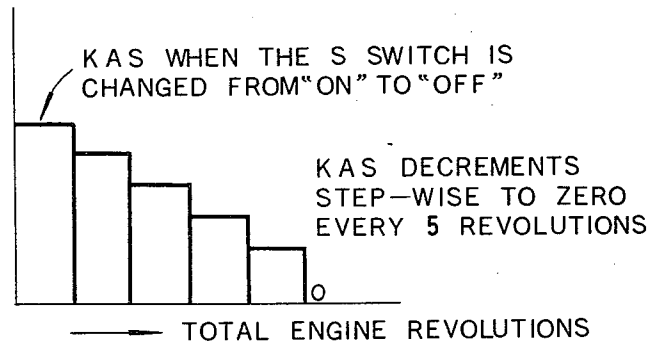 KAS WHEN THE S SWITCH IS
CHANGED FROM "ON" TO "OFF"
KAS DECREMENTS
STEP-WISE TO ZERO
EVERY 5 REVOLUTIONS
0
TOTAL ENGINE REVOLUTIONS